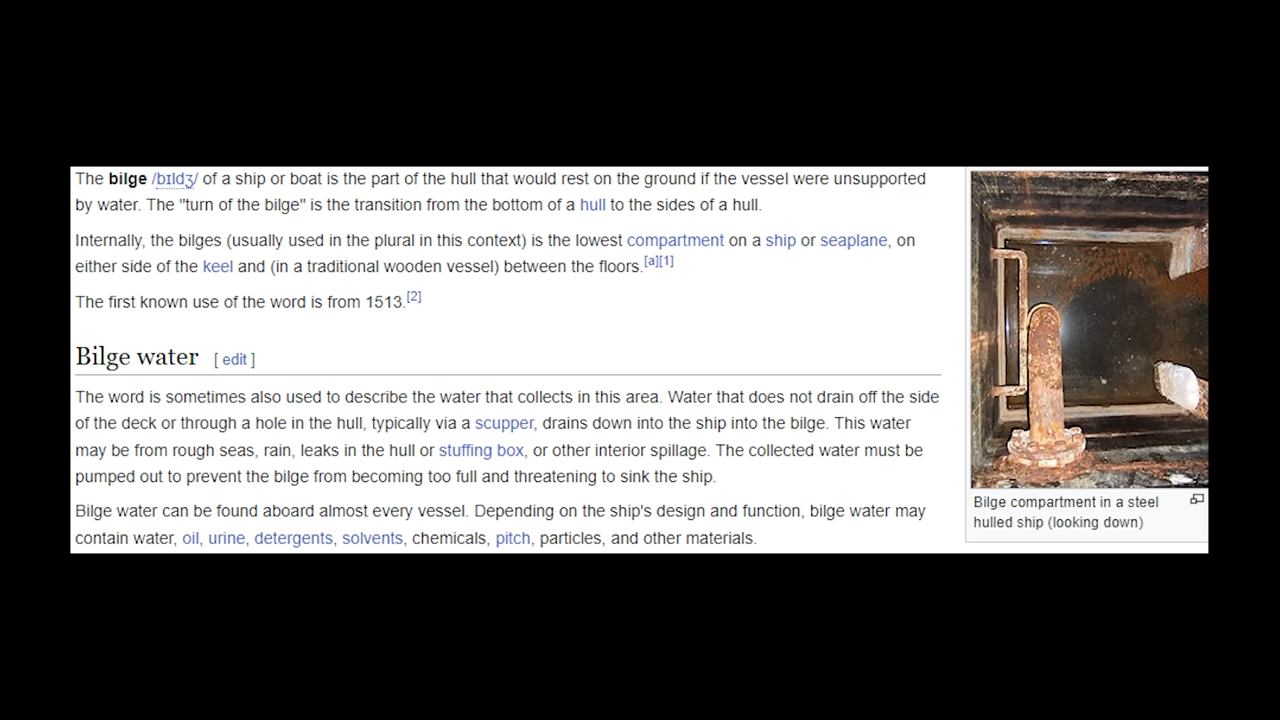 The bilge /bɪldʒ/ of a ship or boat is the part of the hull that would rest on the ground if the vessel were unsupported
by water. The "turn of the bilge" is the transition from the bottom of a hull to the sides of a hull.
Internally, the bilges (usually used in the plural in this context) is the lowest compartment on a ship or seaplane, on
either side of the keel and (in a traditional wooden vessel) between the floors.[a][1]
The first known use of the word is from 1513.[2]
Bilge water [ edit ]
The word is sometimes also used to describe the water that collects in this area. Water that does not drain off the side
of the deck or through a hole in the hull, typically via a scupper, drains down into the ship into the bilge. This water
may be from rough seas, rain, leaks in the hull or stuffing box, or other interior spillage. The collected water must be
pumped out to prevent the bilge from becoming too full and threatening to sink the ship.
Bilge water can be found aboard almost every vessel. Depending on the ship's design and function, bilge water may
contain water, oil, urine, detergents, solvents, chemicals, pitch, particles, and other materials.
Bilge compartment in a steel
hulled ship (looking down)